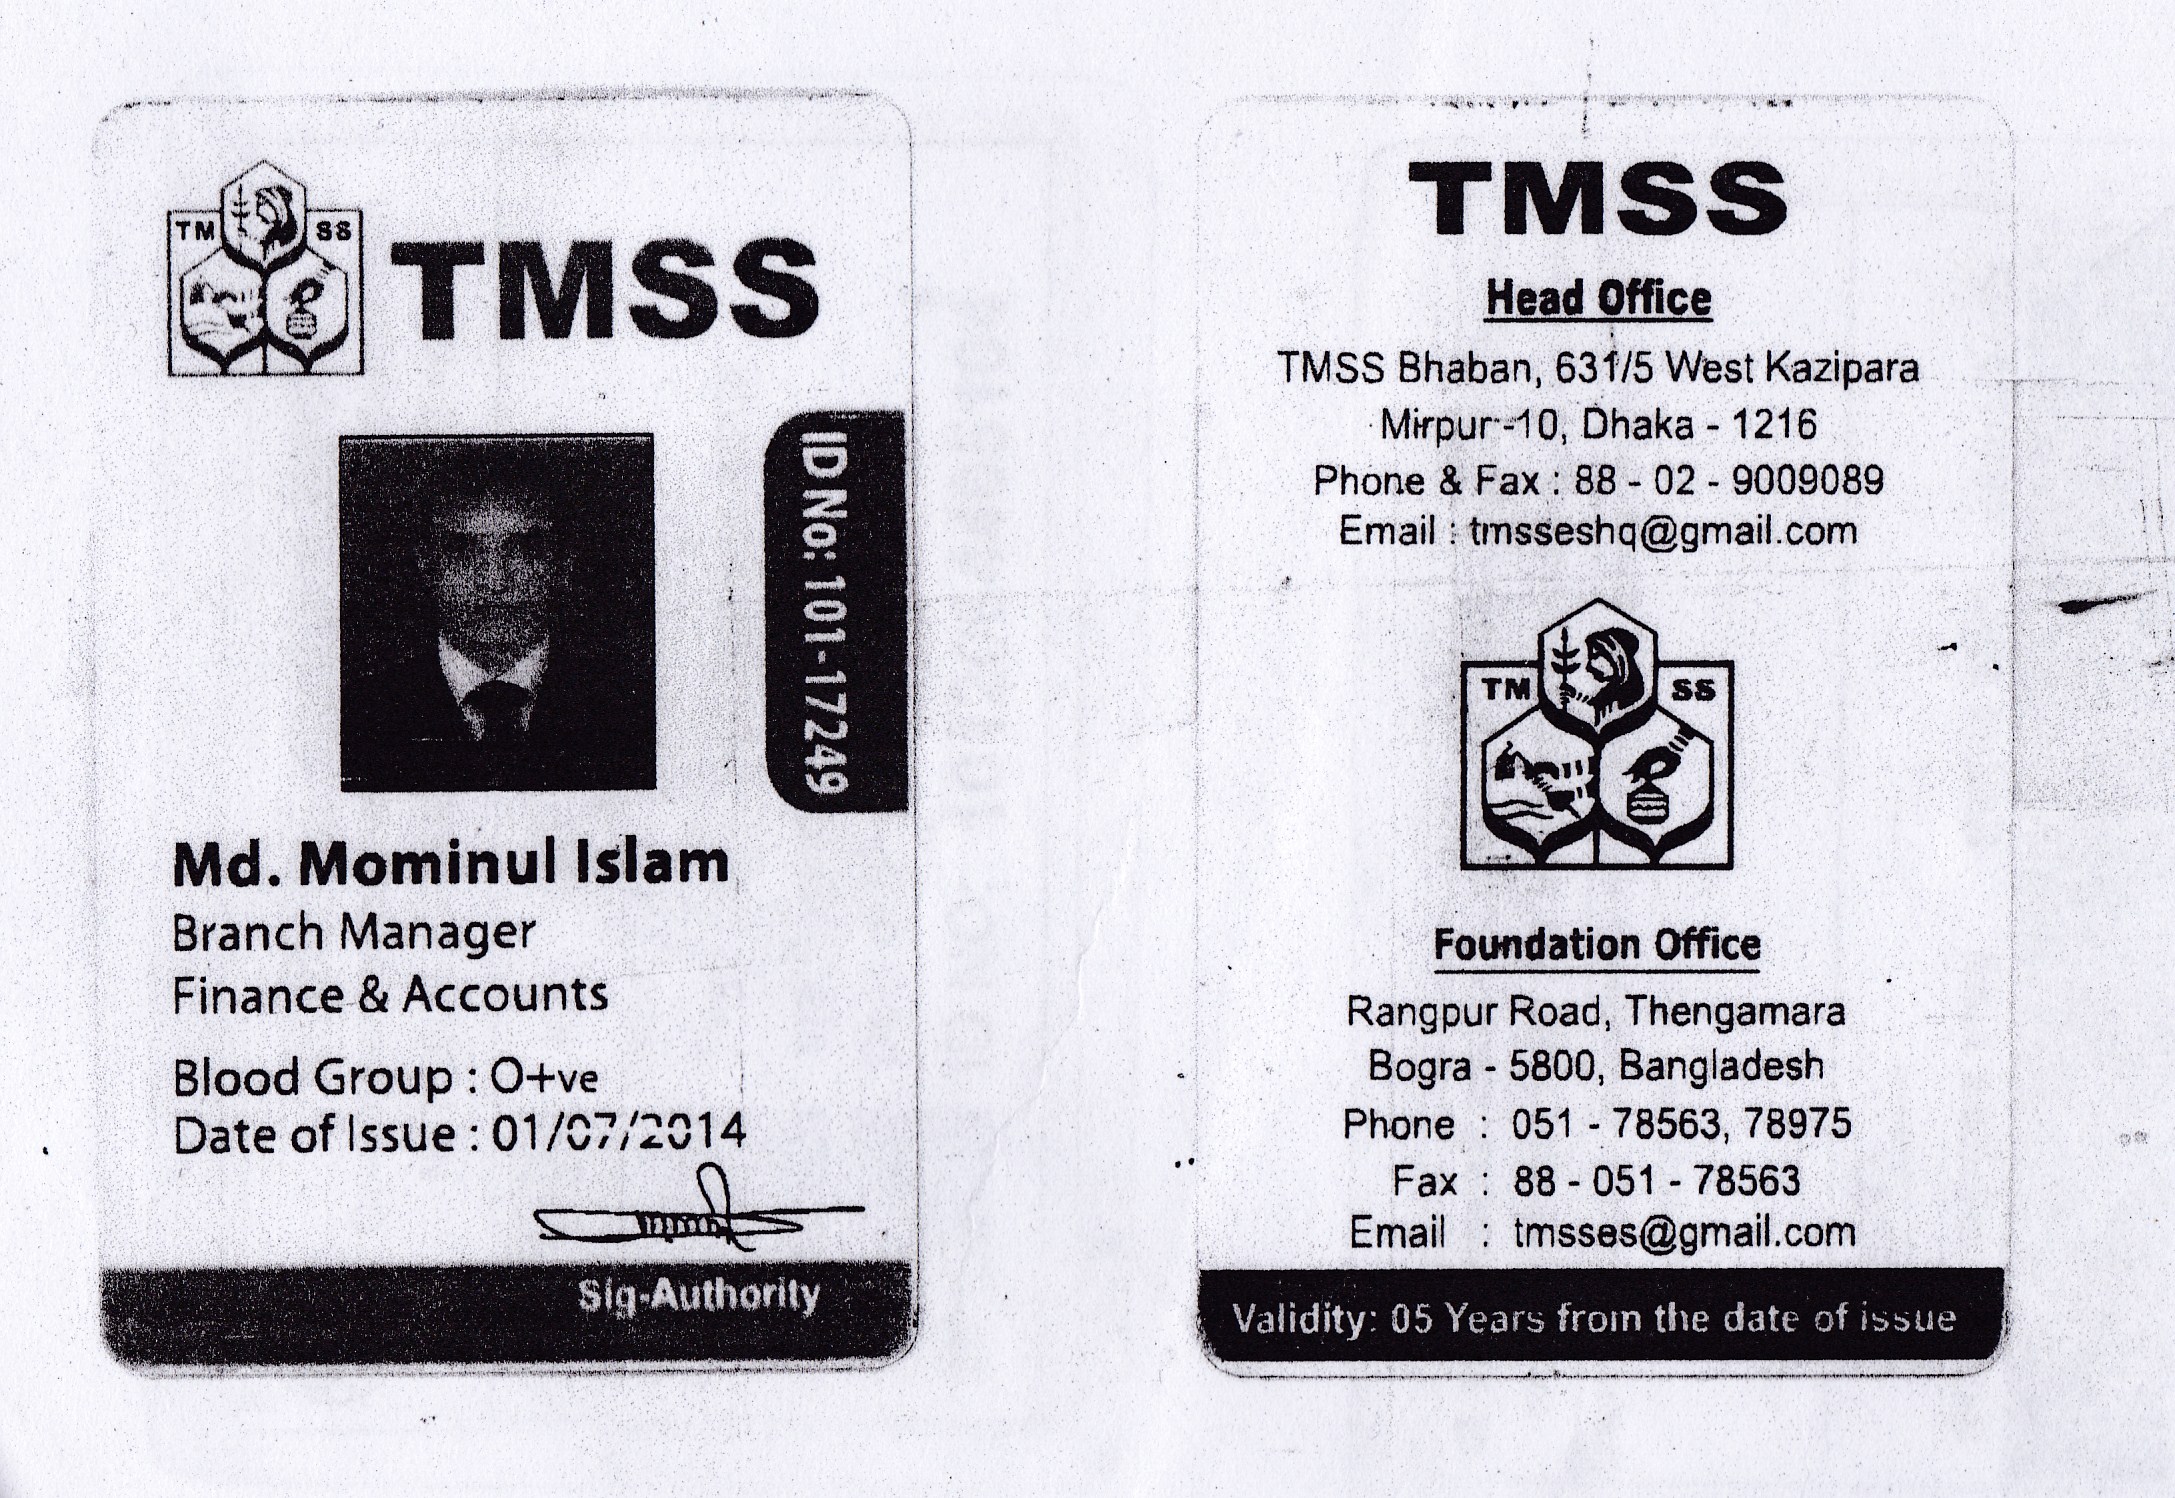 TM SS
TMSS
ID No: 101-17249
Md. Mominul Islam
Branch Manager
Finance & Accounts
Blood Group : O+ve
Date of Issue : 01/07/2014
Sig-Authority
TMSS
Head Office
TMSS Bhaban, 631/5 West Kazipara
Mirpur-10, Dhaka - 1216
Phone & Fax : 88 - 02 - 9009089
Email : tmsseshq@gmail.com
TM SS
Foundation Office
Rangpur Road, Thengamara
Bogra - 5800, Bangladesh
Phone : 051 - 78563, 78975
Fax : 88 - 051 - 78563
Email : tmsses@gmail.com
Validity: 05 Years from the date of issue